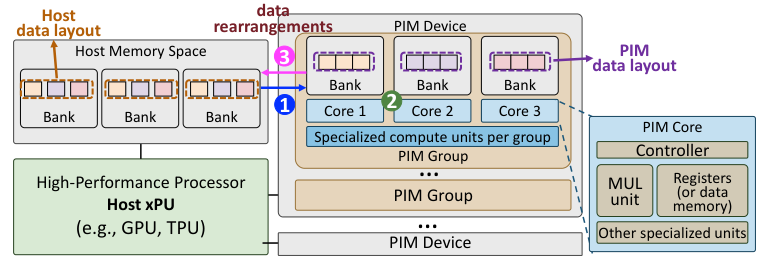 Host
data layout
data
rearrangements
PIM Device
Host Memory Space
3
1
2
Bank
Bank
Bank
Bank
Bank
Bank
PIM
data layout
Core 1
Core 2
Core 3
Specialized compute units per group
PIM Group
...
PIM Group
...
PIM Device
High-Performance Processor
Host xPU
(e.g., GPU, TPU)
PIM Core
Controller
MUL
unit
Registers
(or data
memory)
Other specialized units